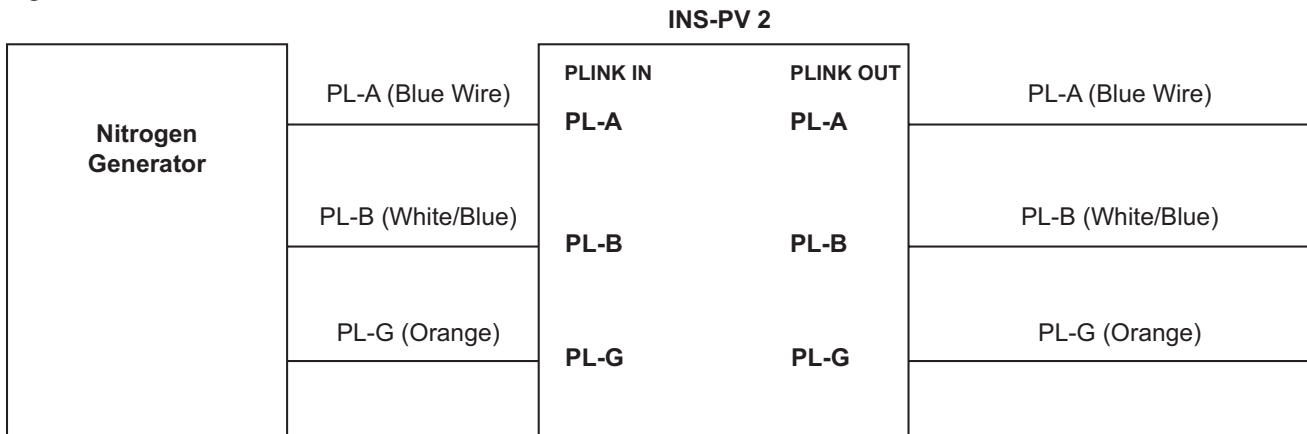 INS-PV 2
PLINK IN PLINK OUT
PL-A (Blue Wire) PL-A (Blue Wire)
PL-A PL-A
Nitrogen
Generator
PL-B (White/Blue) PL-B (White/Blue)
PL-B PL-B
PL-G (Orange) PL-G (Orange)
PL-G PL-G